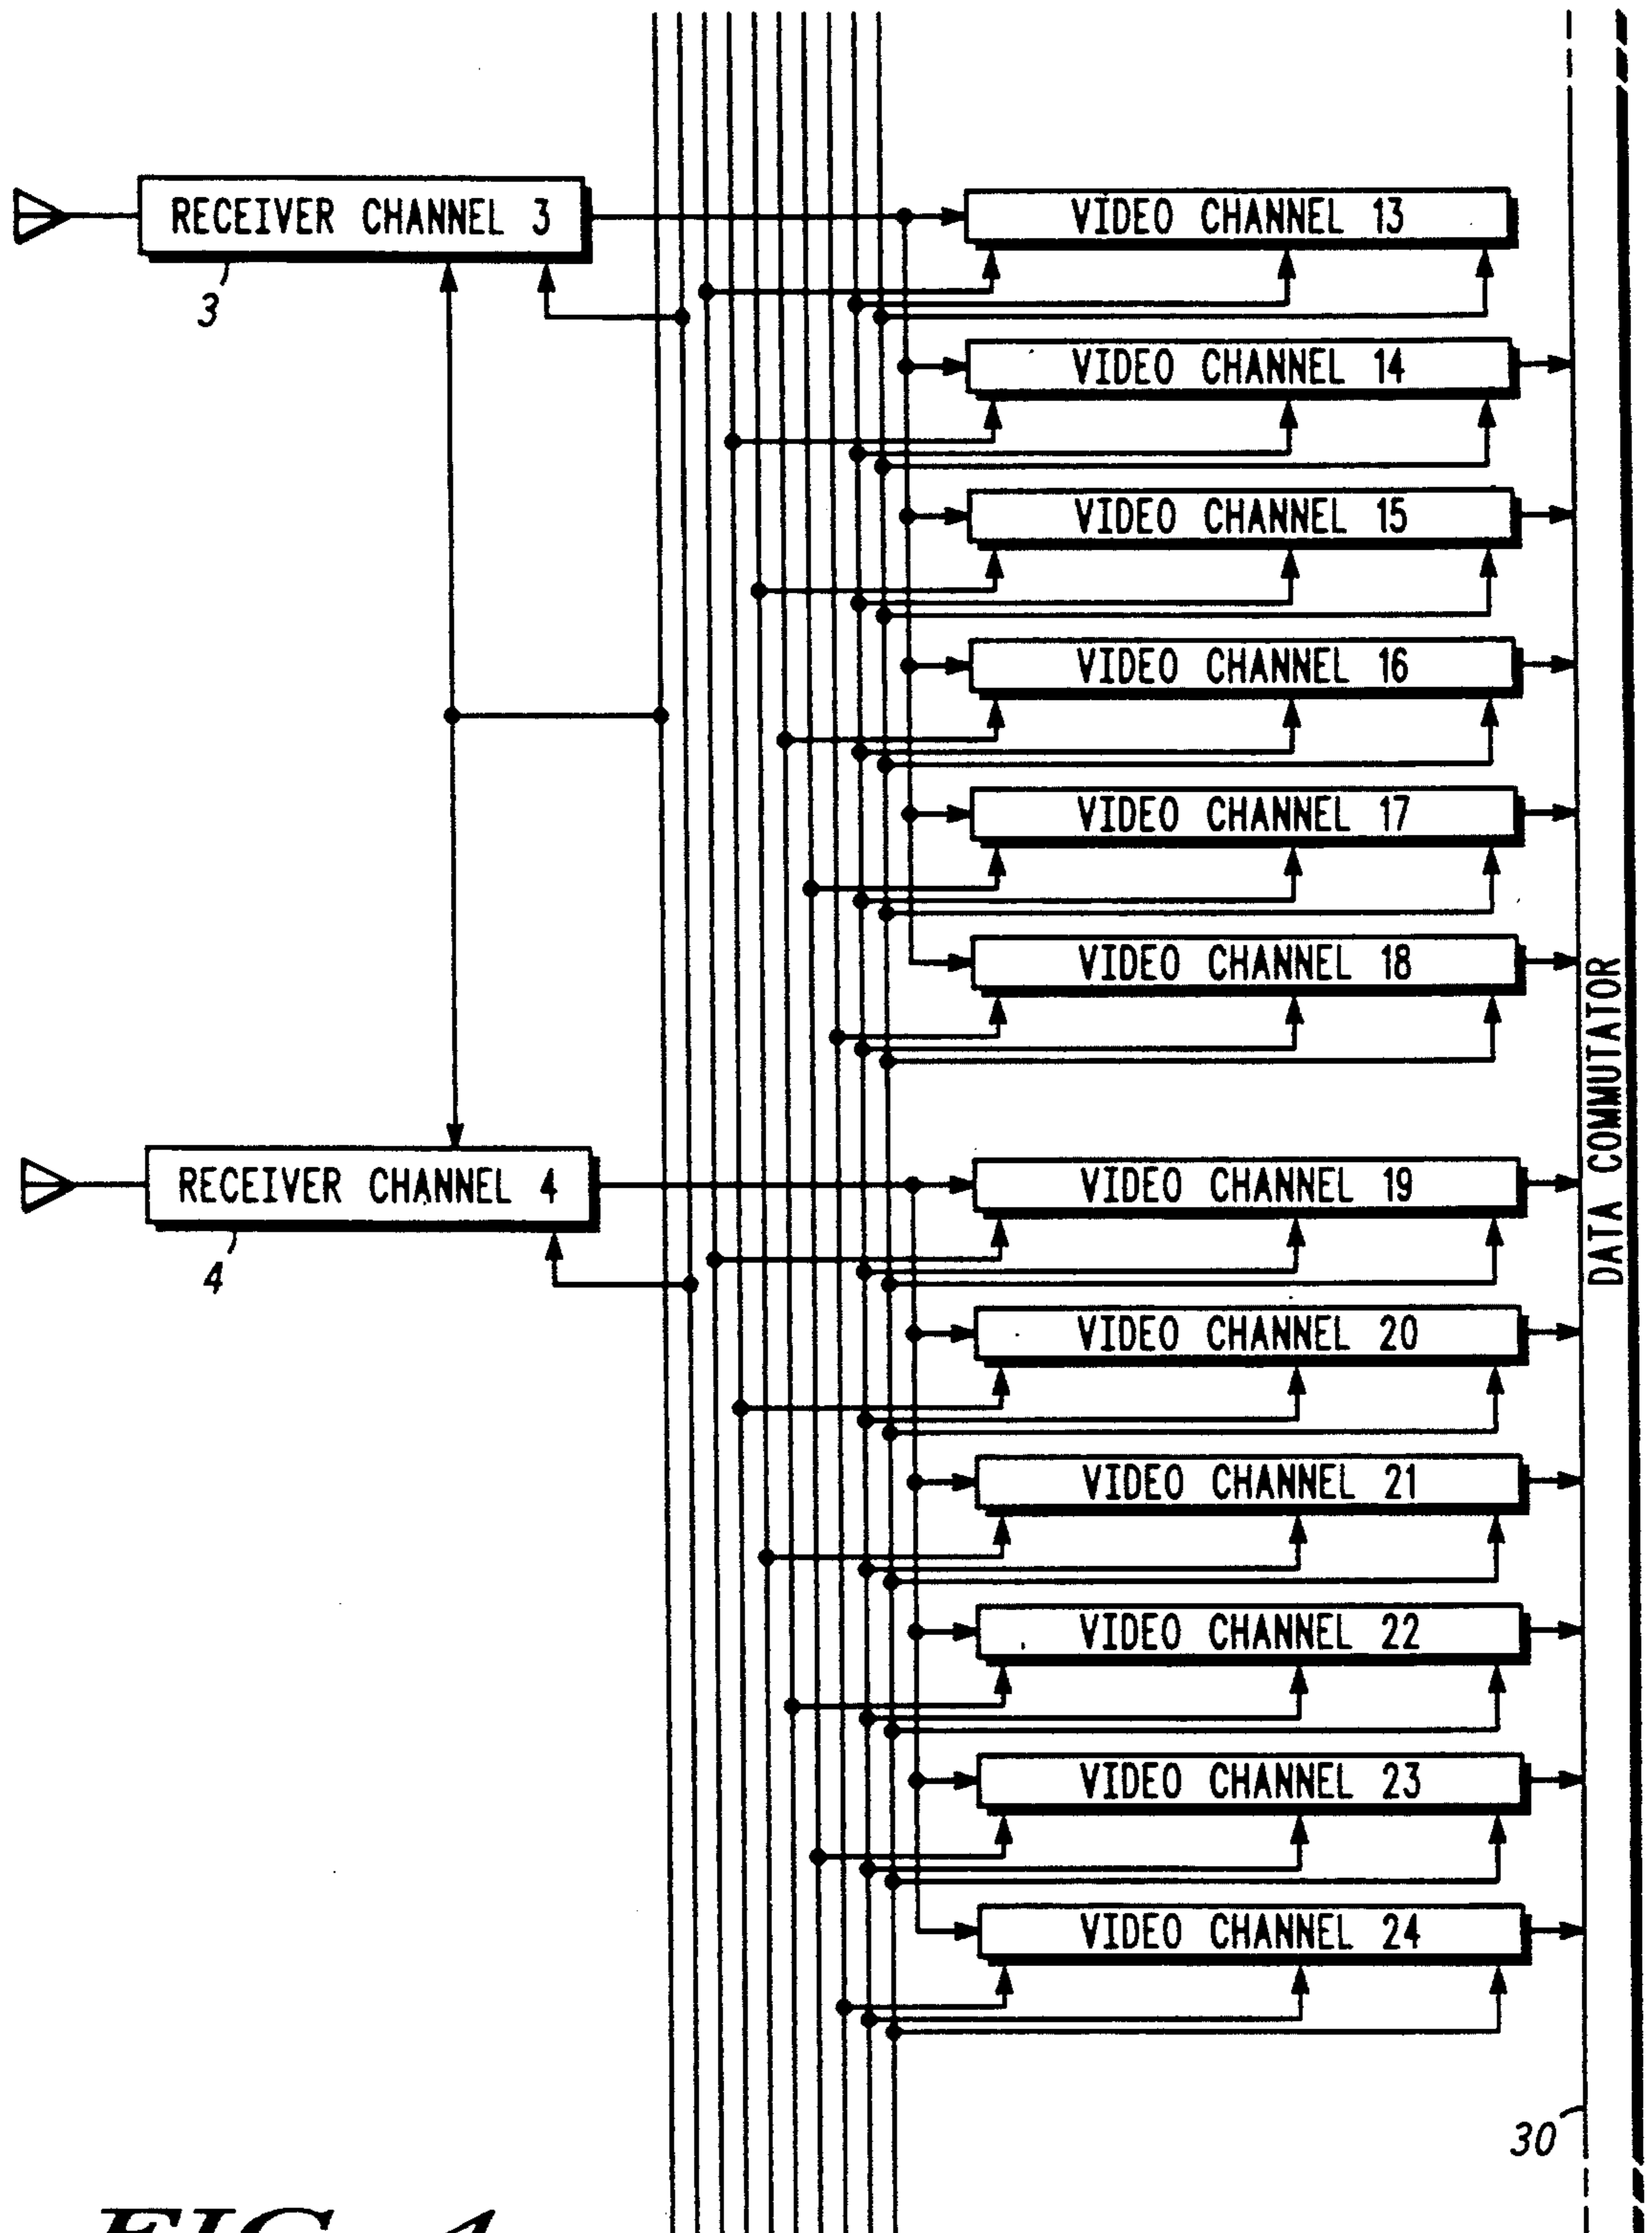 RECEIVER CHANNEL 3
3
VIDEO CHANNEL 13
VIDEO CHANNEL 14
VIDEO CHANNEL 15
VIDEO CHANNEL 16
VIDEO CHANNEL 17
VIDEO CHANNEL 18
DATA COMMUTATOR
RECEIVER CHANNEL 4
4
VIDEO CHANNEL 19
VIDEO CHANNEL 20
VIDEO CHANNEL 21
VIDEO CHANNEL 22
VIDEO CHANNEL 23
VIDEO CHANNEL 24
30